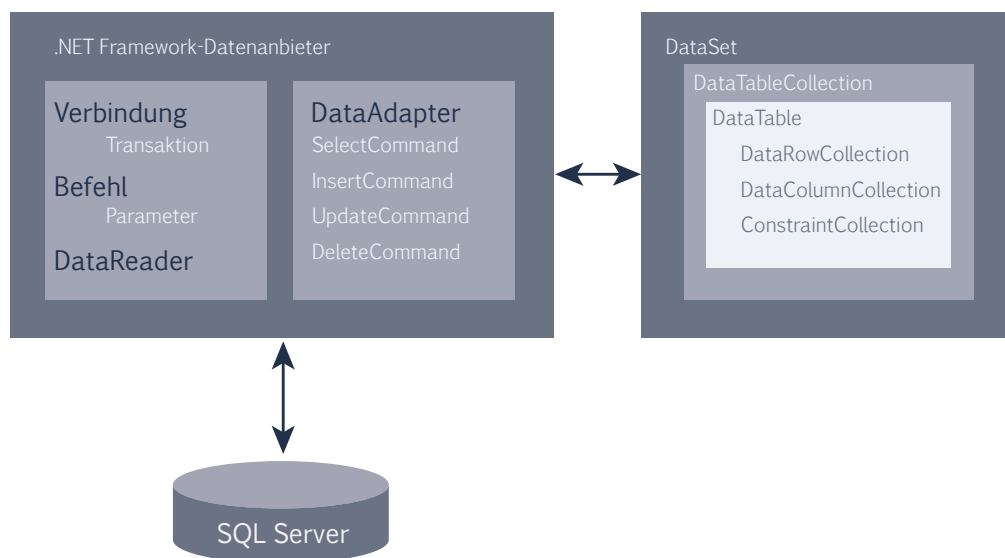 .NET Framework-Datenanbieter
Verbindung
Transaktion
Befehl
Parameter
DataReader
DataAdapter
SelectCommand
InsertCommand
UpdateCommand
DeleteCommand
DataSet
DataTableCollection
DataTable
DataRowCollection
DataColumnCollection
ConstraintCollection
SQL Server